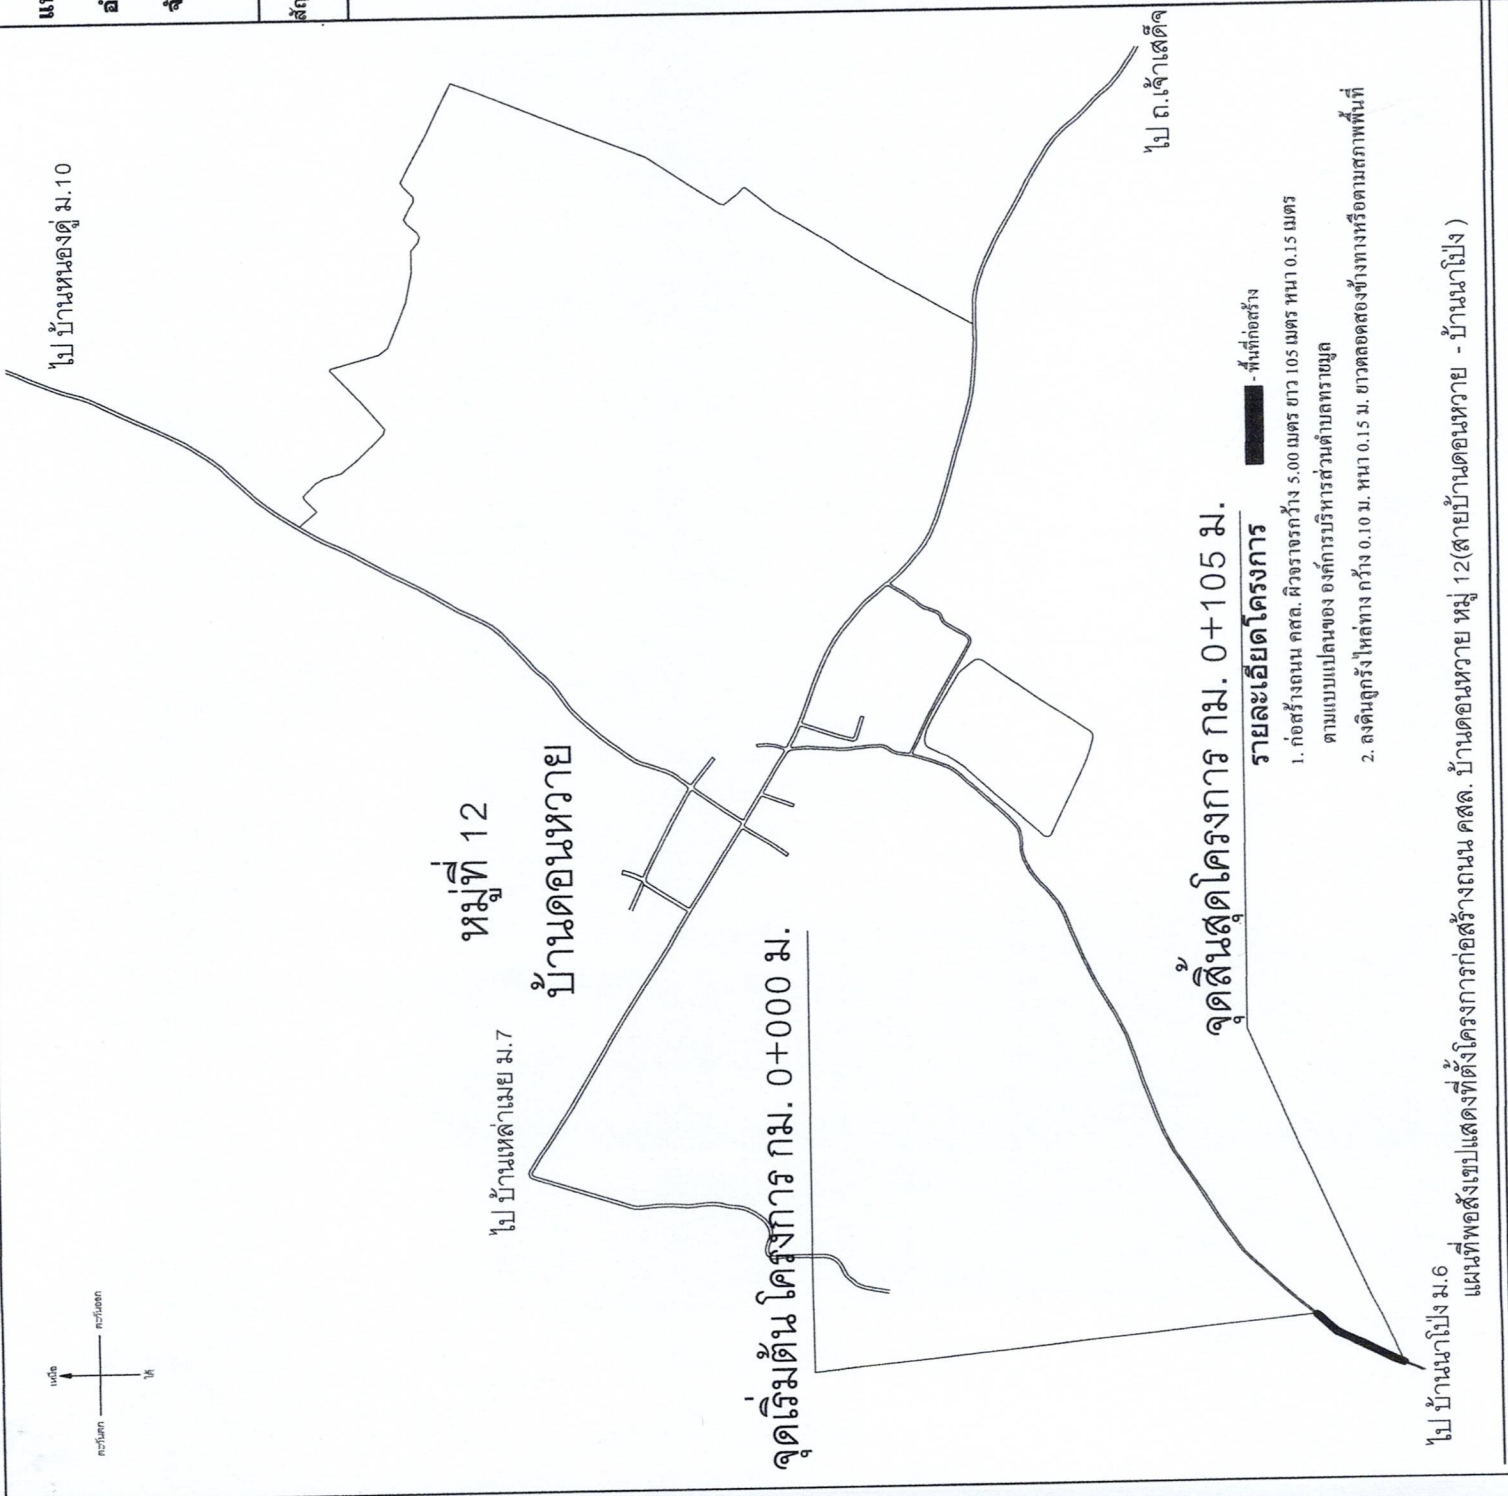 เหนือ
ตะวันตก
ตะวันออก
ใต้
ไป บ้านหนองคู่ ม.10
หมู่ที่ 12
บ้านดอนหวาย
ไป บ้านเหล่าเมย ม.7
จุดเริ่มต้น โครงการ กม. 0+000 ม.
ไป ถ.เจ้าเสด็จ
จุดสิ้นสุดโครงการ กม. 0+105 ม.
รายละเอียดโครงการ
- พื้นที่ก่อสร้าง
1. ก่อสร้างถนน คสล. ผิวจราจรกว้าง 5.00 เมตร ยาว 105 เมตร หนา 0.15 เมตร
ตามแบบแปลนของ องค์การบริหารส่วนตำบลทรายมูล
2. ลงดินลูกรังไหล่ทาง กว้าง 0.10 ม. หนา 0.15 ม. ยาวตลอดสองข้างทางหรือตามสภาพพื้นที่
ไป บ้านนาโป่ง ม.6
แผนที่พอสังเขปแสดงที่ตั้งโครงการก่อสร้างถนน คสล. บ้านดอนหวาย หมู่ 12(สายบ้านดอนหวาย - บ้านนาโป่ง )